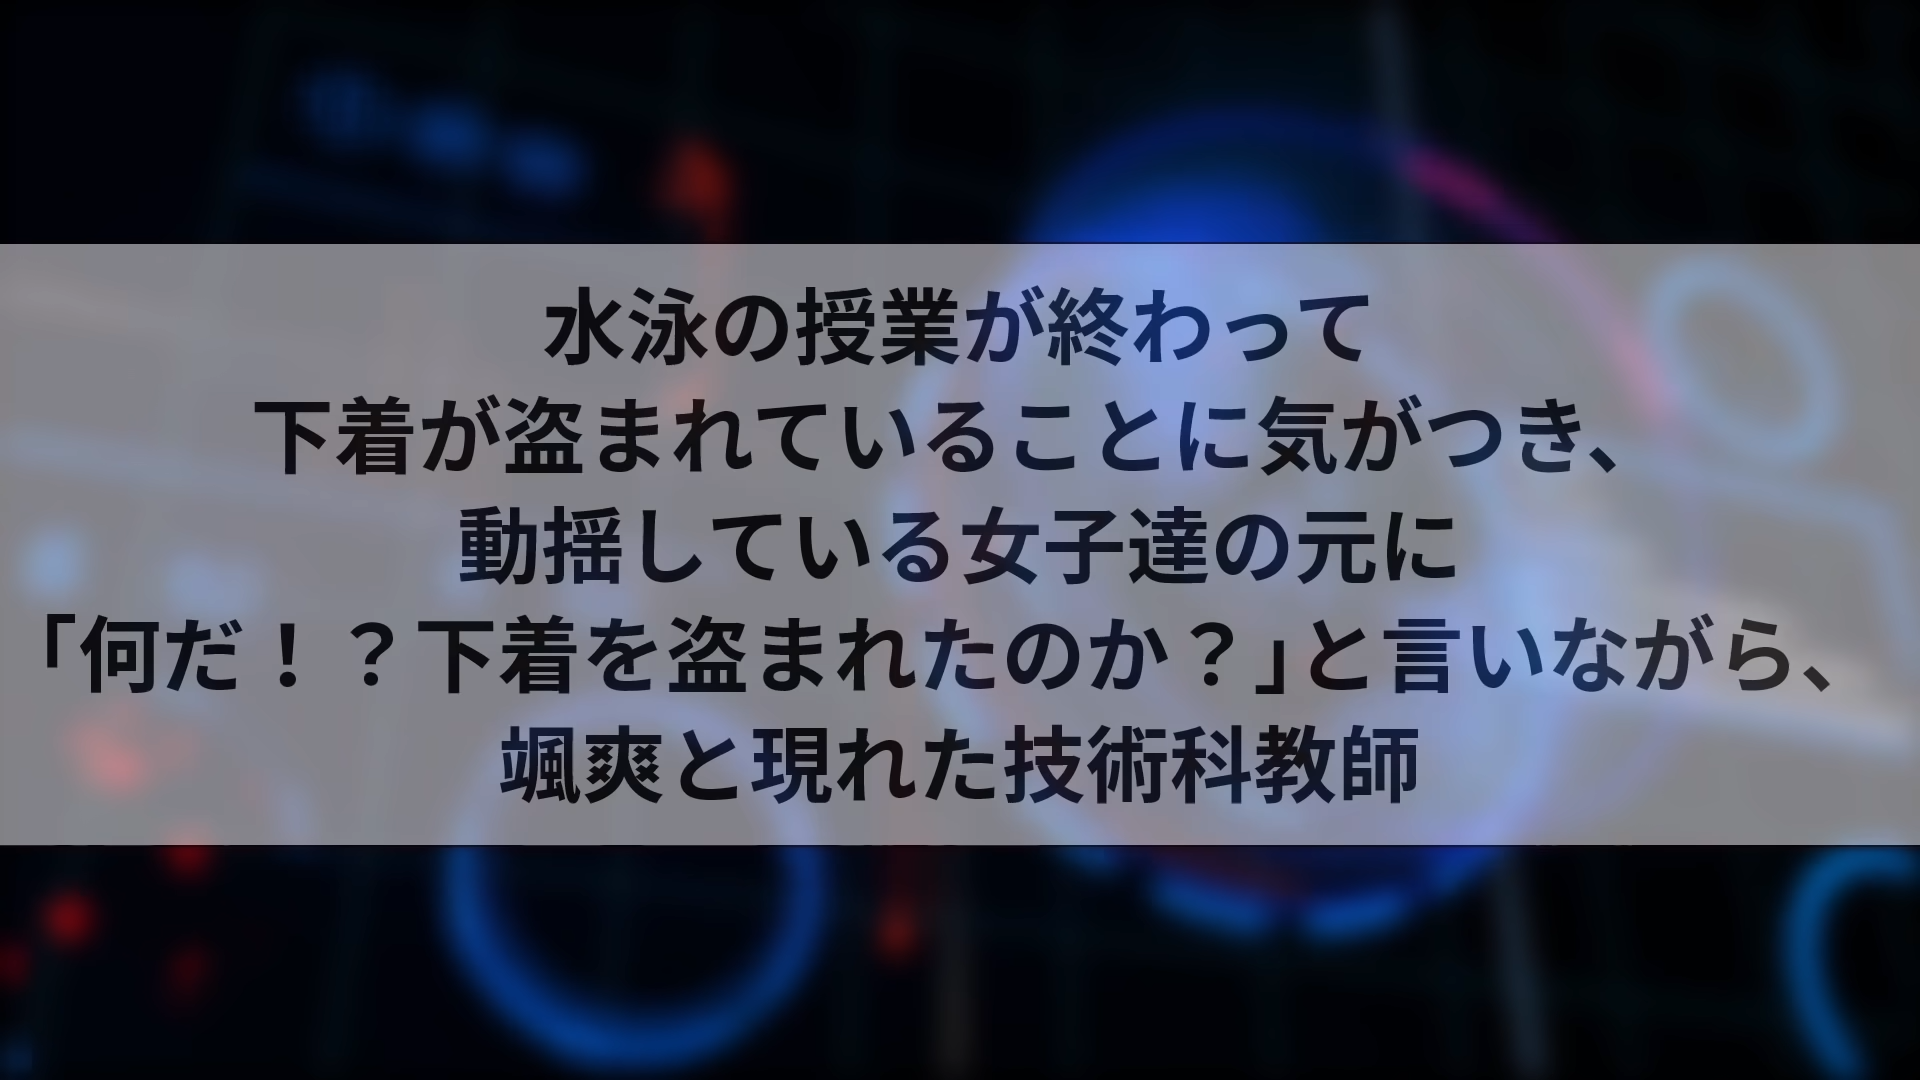 水泳の授業が終わって
下着が盗まれていることに気がつき、
動揺している女子達の元に
「何だ！？下着を盗まれたのか？」と言いながら、
颯爽と現れた技術科教師